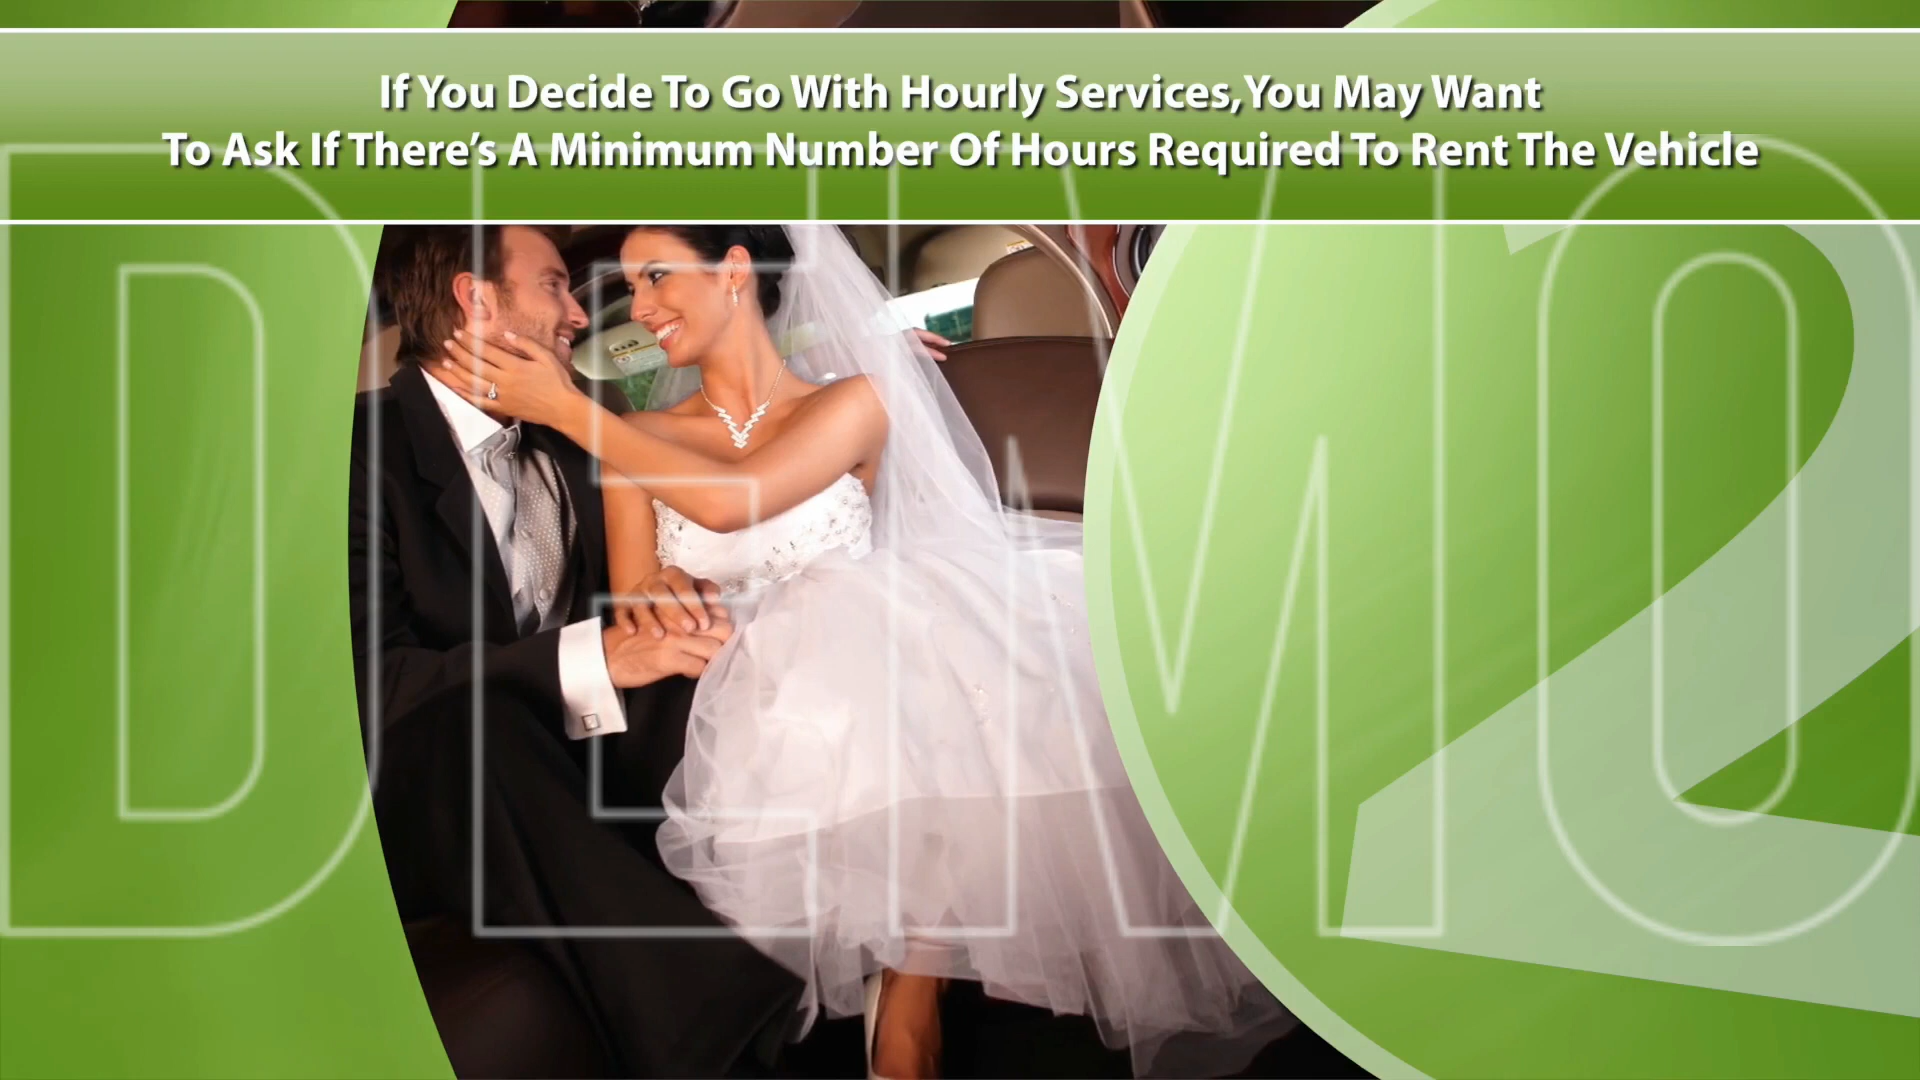 If You Decide To Go With Hourly Services,You May Want
To Ask If There’s A Minimum Number Of Hours Required To Rent The Vehicle
DEMO
2